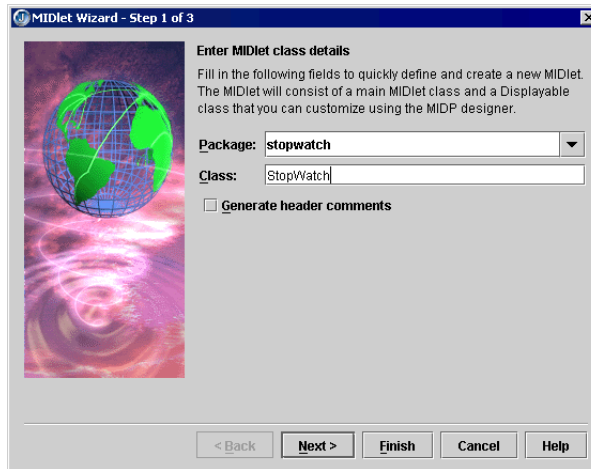 MIDlet Wizard - Step 1 of 3
Enter MIDlet class details
Fill in the following fields to quickly define and create a new MIDlet.
The MIDlet will consist of a main MIDlet class and a Displayable
class that you can customize using the MIDP designer.
Package: stopwatch
Class: StopWatch
Generate header comments
< Back Next > Finish Cancel Help